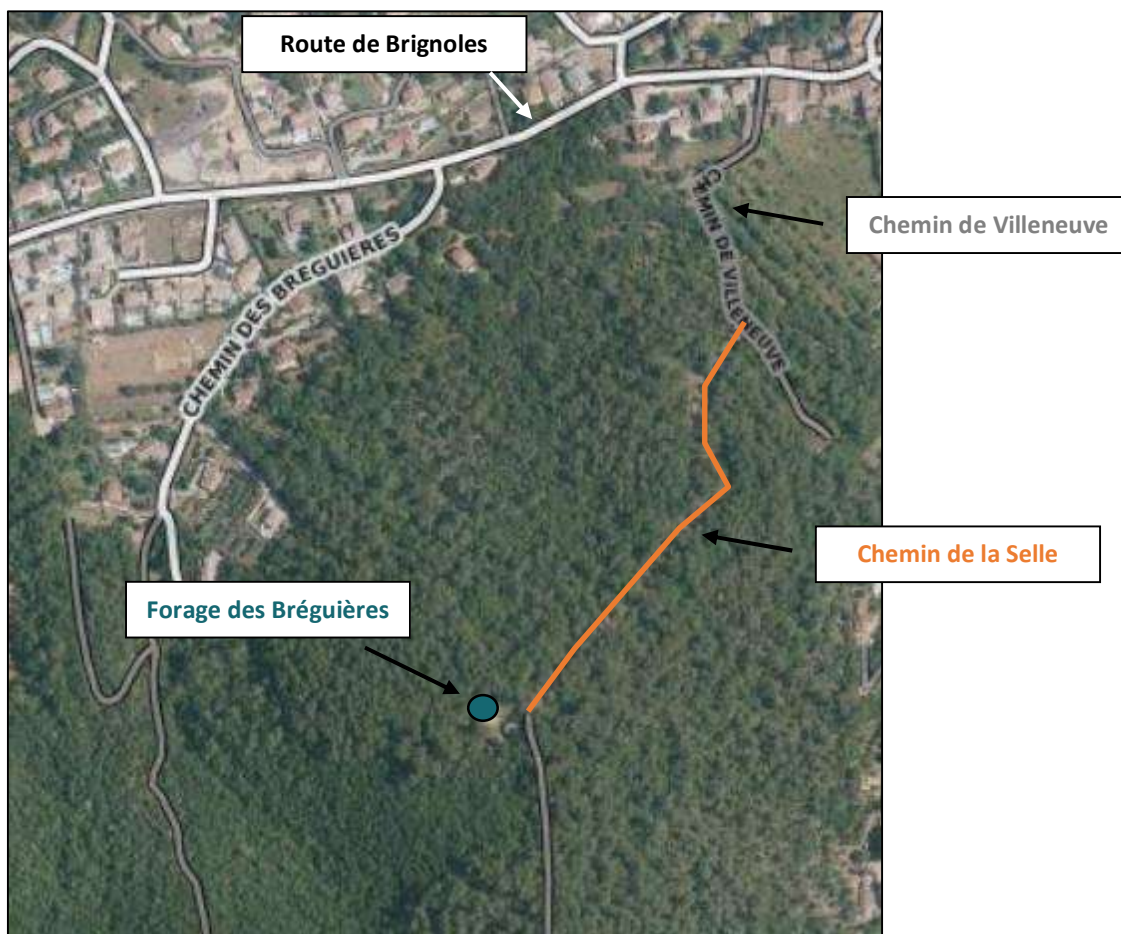 Route de Brignoles
CHEMIN DE VILLENEUVE
Chemin de Villeneuve
CHEMIN DES BREGUIERES
Chemin de la Selle
Forage des Bréguières